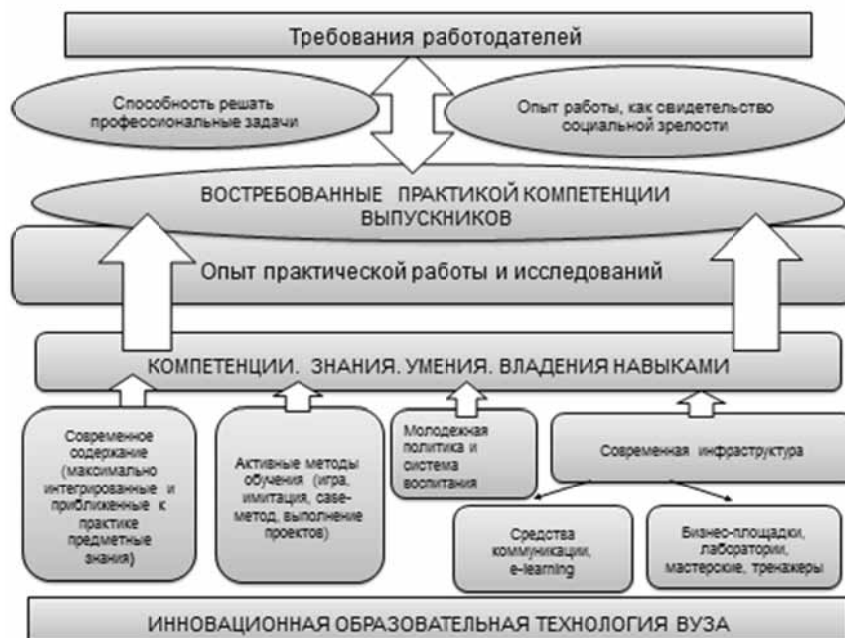 Требования работодателей
Способность решать
профессиональные задачи
Опыт работы, как свидетельство
социальной зрелости
ВОСТРЕБОВАННЫЕ ПРАКТИКОЙ КОМПЕТЕНЦИИ
ВЫПУСКНИКОВ
Опыт практической работы и исследований
КОМПЕТЕНЦИИ. ЗНАНИЯ. УМЕНИЯ. ВЛАДЕНИЯ НАВЫКАМИ
Современное
содержание
(максимально
интегрированные и
приближенные к
практике
предметные
знания)
Активные методы
обучения (игра,
имитация, case-
метод, выполнение
проектов)
Молодежная
политика и
система
воспитания
Современная инфраструктура
Средства
коммуникации,
e-learning
Бизнес-площадки,
лаборатории,
мастерские, тренажеры
ИННОВАЦИОННАЯ ОБРАЗОВАТЕЛЬНАЯ ТЕХНОЛОГИЯ ВУЗА